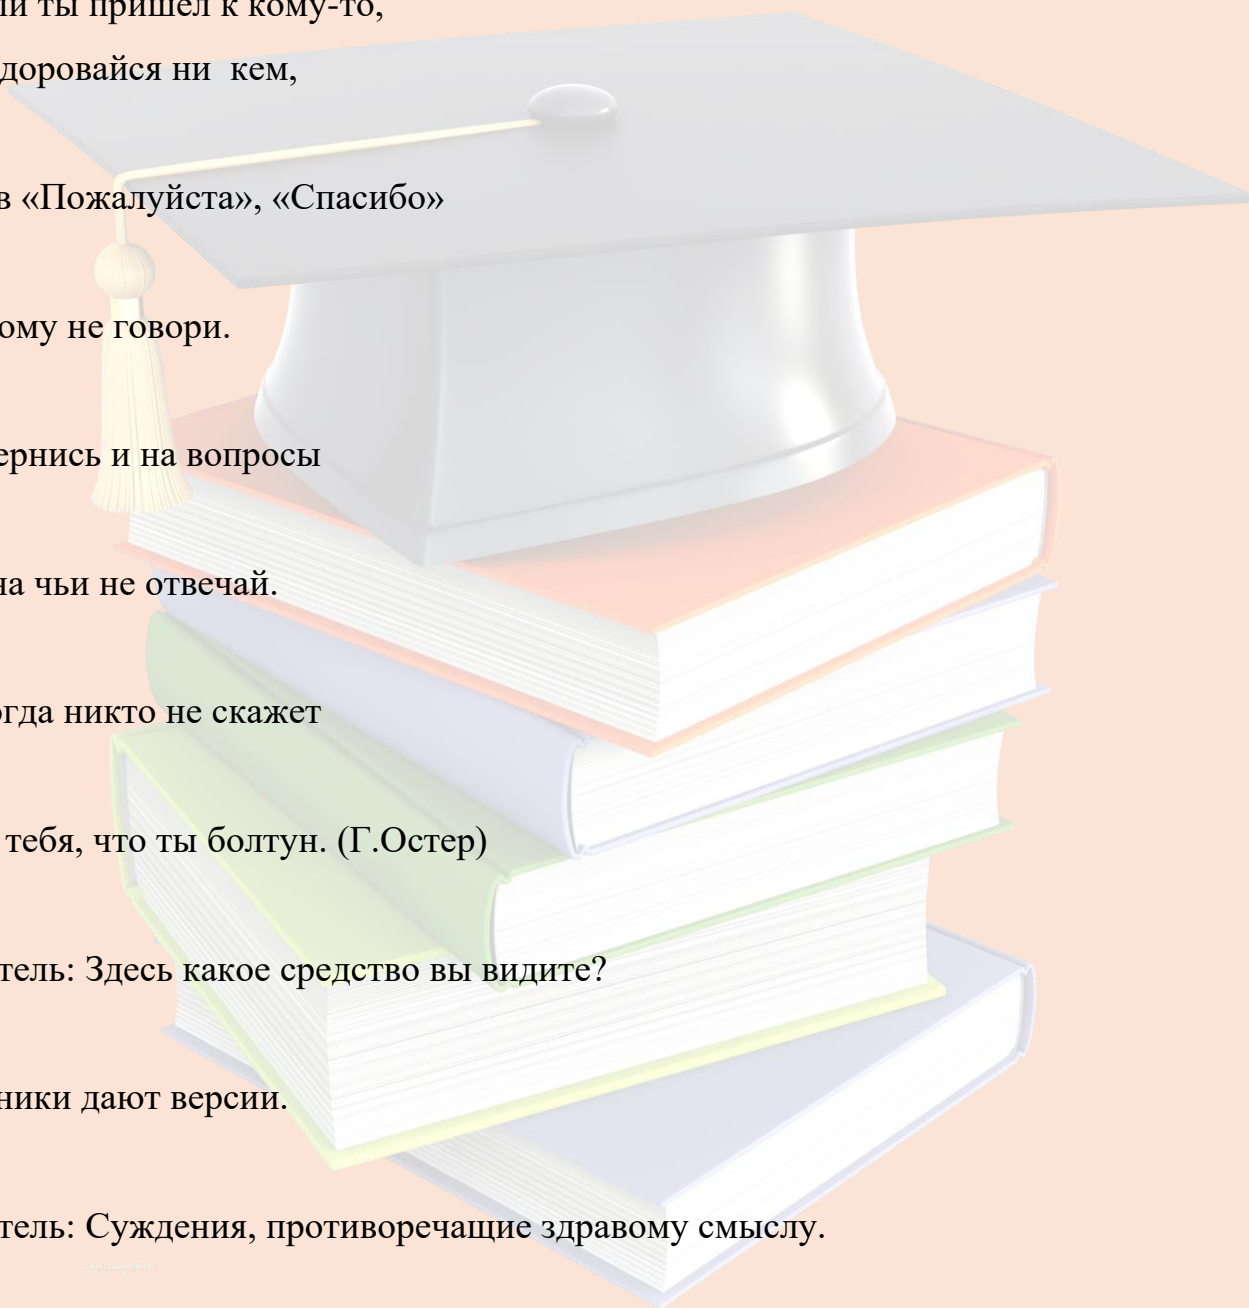 ли ты пришел к кому-то,
доровайся ни кем,
в «Пожалуйста», «Спасибо»
ому не говори.
ернись и на вопросы
на чьи не отвечай.
огда никто не скажет
тебя, что ты болтун. (Г.Остер)
тель: Здесь какое средство вы видите?
ники дают версии.
тель: Суждения, противоречащие здравому смыслу.